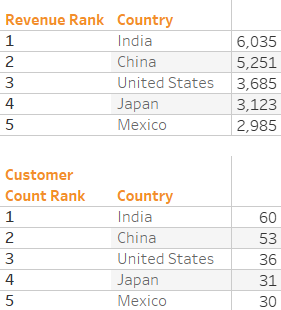 Revenue Rank Country
1 India 6,035
2 China 5,251
3 United States 3,685
4 Japan 3,123
5 Mexico 2,985
Customer
Count Rank Country
1 India 60
2 China 53
3 United States 36
4 Japan 31
5 Mexico 30